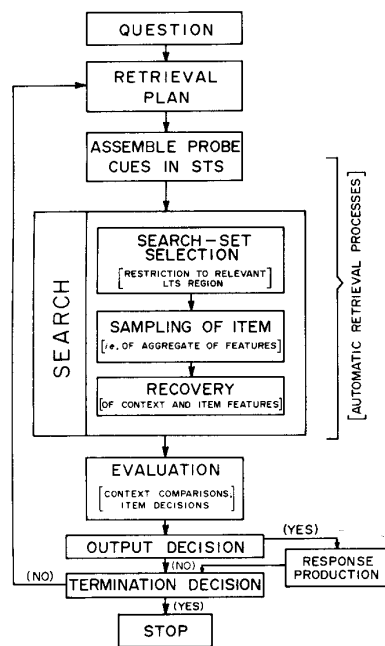 QUESTION
RETRIEVAL
PLAN
ASSEMBLE PROBE
CUES IN STS
SEARCH
SEARCH-SET
SELECTION
[RESTRICTION TO RELEVANT
LTS REGION]
SAMPLING OF ITEM
[i.e., OF AGGREGATE OF FEATURES]
RECOVERY
[OF CONTEXT AND ITEM FEATURES]
[AUTOMATIC RETRIEVAL PROCESSES]
EVALUATION
[CONTEXT COMPARISONS,
ITEM DECISIONS]
OUTPUT DECISION
(YES)
(NO)
RESPONSE
PRODUCTION
(NO)
TERMINATION DECISION
(YES)
STOP